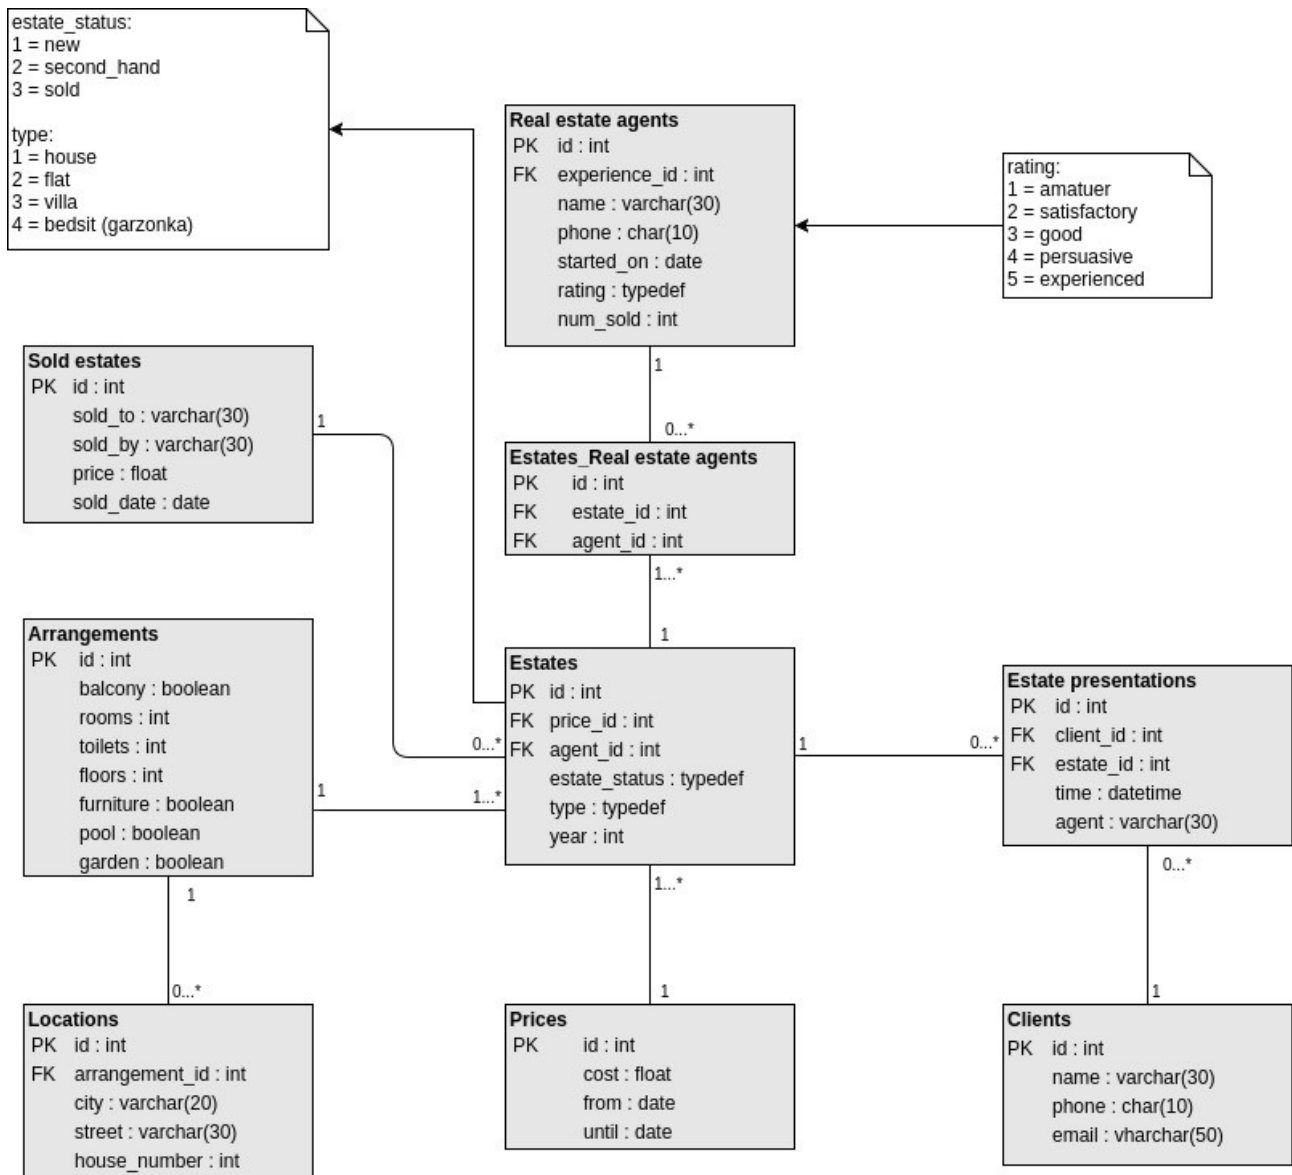 estate_status:
1 = new
2 = second_hand
3 = sold
type:
1 = house
2 = flat
3 = villa
4 = bedsit (garzonka)
Real estate agents
PK id : int
FK experience_id : int
name : varchar(30)
phone : char(10)
started_on : date
rating : typedef
num_sold : int
rating:
1 = amatuer
2 = satisfactory
3 = good
4 = persuasive
5 = experienced
1
0...*
Sold estates
PK id : int
sold_to : varchar(30)
sold_by : varchar(30)
price : float
sold_date : date
1
0...*
Estates_Real estate agents
PK id : int
FK estate_id : int
FK agent_id : int
1...*
1
Arrangements
PK id : int
balcony : boolean
rooms : int
toilets : int
floors : int
furniture : boolean
pool : boolean
garden : boolean
1
1...*
Estates
PK id : int
FK price_id : int
FK agent_id : int
estate_status : typedef
type : typedef
year : int
1
0...*
Estate presentations
PK id : int
FK client_id : int
FK estate_id : int
time : datetime
agent : varchar(30)
1
0...*
1...*
1
0...*
1
Locations
PK id : int
FK arrangement_id : int
city : varchar(20)
street : varchar(30)
house_number : int
Prices
PK id : int
cost : float
from : date
until : date
Clients
PK id : int
name : varchar(30)
phone : char(10)
email : vharchar(50)